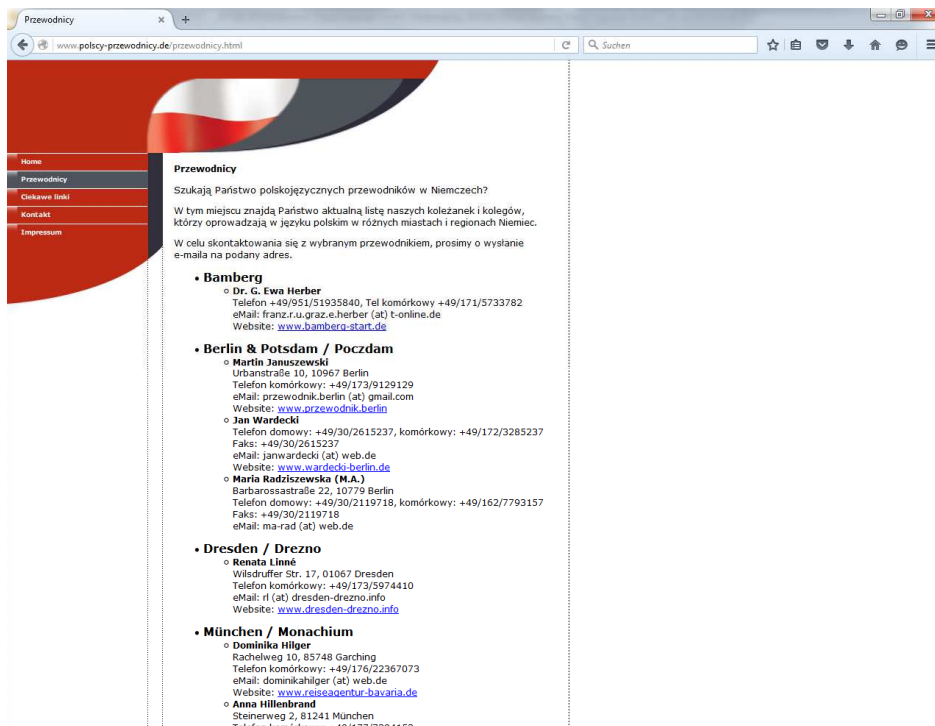 Przewodnicy
www.polscy-przewodnicy.de/przewodnicy.html
Suchen
Home
Przewodnicy
Ciekawe linki
Kontakt
Impressum
Przewodnicy
Szukają Państwo polskojęzycznych przewodników w Niemczech?
W tym miejscu znajdą Państwo aktualną listę naszych koleżanek i kolegów,
którzy oprowadzają w języku polskim w różnych miastach i regionach Niemiec.
W celu skontaktowania się z wybranym przewodnikiem, prosimy o wysłanie
e-maila na podany adres.
• Bamberg
Dr. G. Ewa Herber
Telefon +49/951/51935840, Tel komórkowy +49/171/5733782
eMail: franz.r.u.graz.e.herber (at) t-online.de
Website: www.bamberg-start.de
• Berlin & Potsdam / Poczdam
Martin Januszewski
Urbanstraße 10, 10967 Berlin
Telefon komórkowy: +49/173/9129129
eMail: przewodnik.berlin (at) gmail.com
Website: www.przewodnik.berlin
Jan Wardecki
Telefon domowy: +49/30/2615237, komórkowy: +49/172/3285237
Faks: +49/30/2615237
eMail: janwardecki (at) web.de
Website: www.wardecki-berlin.de
Maria Radziszewska (M.A.)
Barbarossastraße 22, 10779 Berlin
Telefon domowy: +49/30/2119718, komórkowy: +49/162/7793157
Faks: +49/30/2119718
eMail: ma-rad (at) web.de
• Dresden / Drezno
Renata Linné
Wilsdruffer Str. 17, 01067 Dresden
Telefon komórkowy: +49/173/5974410
eMail: rl (at) dresden-drezno.info
Website: www.dresden-drezno.info
• München / Monachium
Dominika Hilger
Rachelweg 10, 85748 Garching
Telefon komórkowy: +49/176/22367073
eMail: dominikahilger (at) web.de
Website: www.reiseagentur-bavaria.de
Anna Hillenbrand
Steinerweg 2, 81241 München